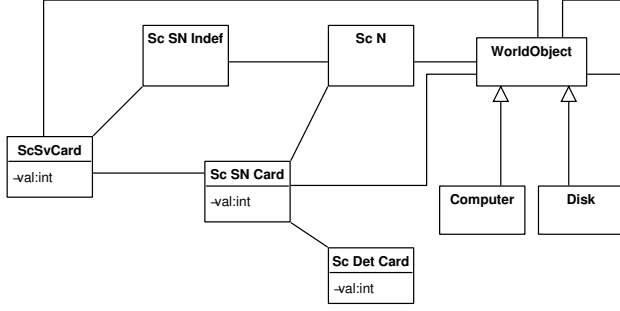 Sc SN Indef
Sc N
WorldObject
ScSvCard
-val:int
Sc SN Card
-val:int
Computer
Disk
Sc Det Card
-val:int